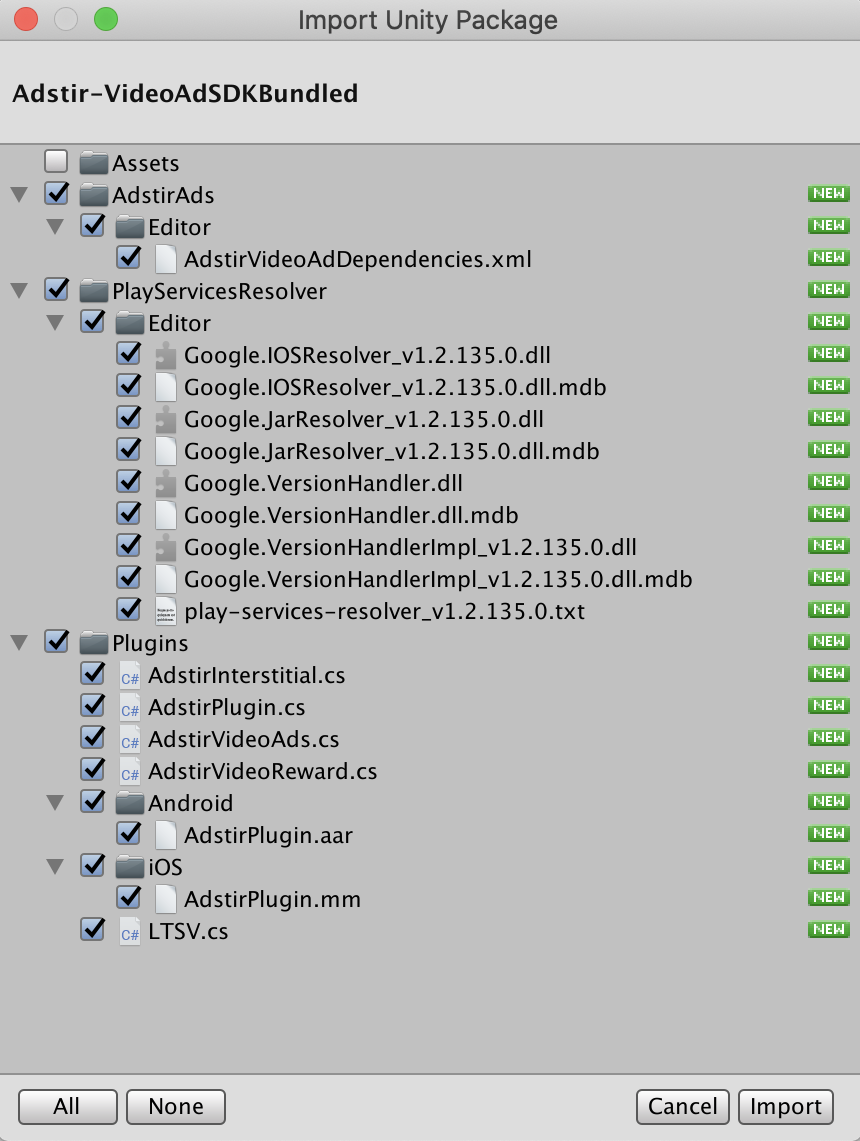 Import Unity Package
Adstir-VideoAdSDKBundled
Assets
AdstirAds NEW
Editor NEW
AdstirVideoAdDependencies.xml NEW
PlayServicesResolver NEW
Editor NEW
Google.IOSResolver_v1.2.135.0.dll NEW
Google.IOSResolver_v1.2.135.0.dll.mdb NEW
Google.JarResolver_v1.2.135.0.dll NEW
Google.JarResolver_v1.2.135.0.dll.mdb NEW
Google.VersionHandler.dll NEW
Google.VersionHandler.dll.mdb NEW
Google.VersionHandlerImpl_v1.2.135.0.dll NEW
Google.VersionHandlerImpl_v1.2.135.0.dll.mdb NEW
play-services-resolver_v1.2.135.0.txt NEW
Plugins NEW
C# AdstirInterstitial.cs NEW
C# AdstirPlugin.cs NEW
C# AdstirVideoAds.cs NEW
C# AdstirVideoReward.cs NEW
Android NEW
AdstirPlugin.aar NEW
iOS NEW
AdstirPlugin.mm NEW
C# LTSV.cs NEW
All None Cancel Import